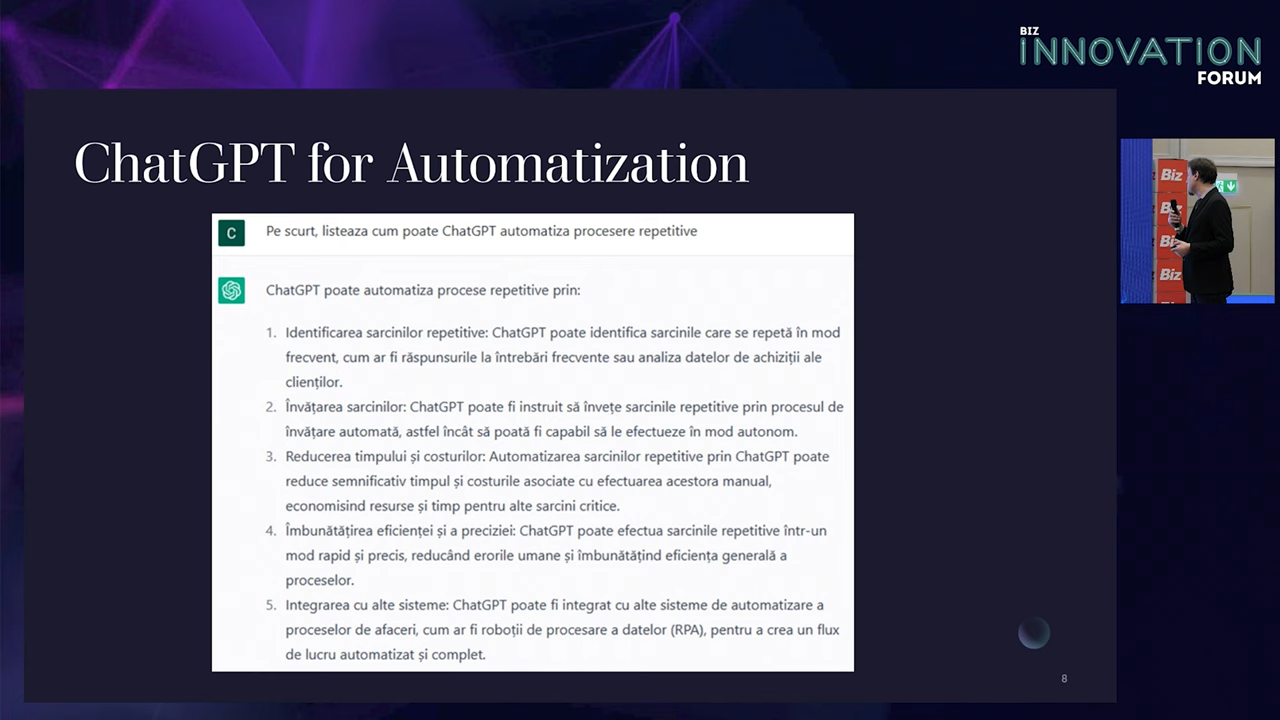 BIZ
INNOVATION
FORUM
ChatGPT for Automatization
C
Pe scurt, listeaza cum poate ChatGPT automatiza procesere repetitive
ChatGPT poate automatiza procese repetitive prin:
1. Identificarea sarcinilor repetitive: ChatGPT poate identifica sarcinile care se repetă în mod
frecvent, cum ar fi răspunsurile la întrebări frecvente sau analiza datelor de achiziții ale
clienților.
2. Învățarea sarcinilor: ChatGPT poate fi instruit să învețe sarcinile repetitive prin procesul de
învățare automată, astfel încât să poată fi capabil să le efectueze în mod autonom.
3. Reducerea timpului și costurilor: Automatizarea sarcinilor repetitive prin ChatGPT poate
reduce semnificativ timpul și costurile asociate cu efectuarea acestora manual,
economisind resurse și timp pentru alte sarcini critice.
4. Îmbunătățirea eficienței și a preciziei: ChatGPT poate efectua sarcinile repetitive într-un
mod rapid și precis, reducând erorile umane și îmbunătățind eficiența generală a
proceselor.
5. Integrarea cu alte sisteme: ChatGPT poate fi integrat cu alte sisteme de automatizare a
proceselor de afaceri, cum ar fi roboții de procesare a datelor (RPA), pentru a crea un flux
de lucru automatizat și complet.
8
Biz
Biz
Biz
Biz